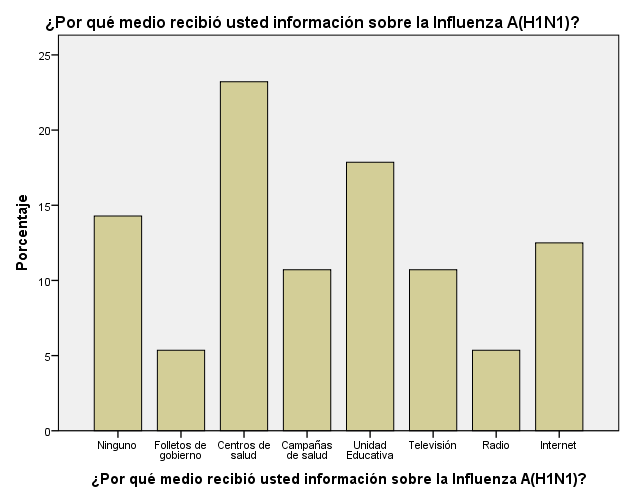 ¿Por qué medio recibió usted información sobre la Influenza A(H1N1)?
Porcentaje
25
20
15
10
5
0
Ninguno
Folletos de
gobierno
Centros de
salud
Campañas
de salud
Unidad
Educativa
Televisión
Radio
Internet
¿Por qué medio recibió usted información sobre la Influenza A(H1N1)?